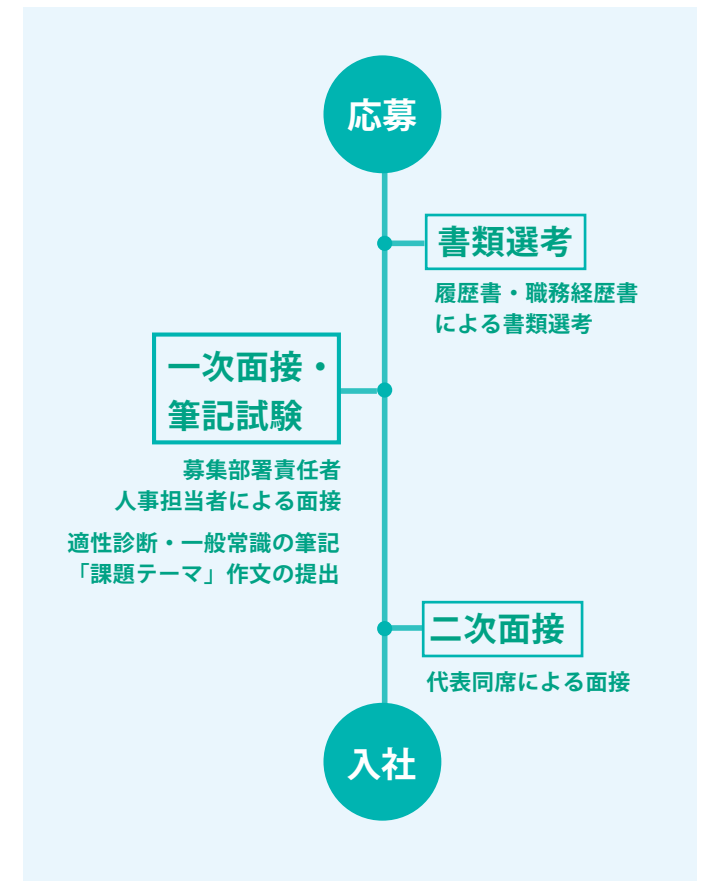 応募
書類選考
履歴書・職務経歴書
による書類選考
一次面接・
筆記試験
募集部署責任者
人事担当者による面接
適性診断・一般常識の筆記
「課題テーマ」作文の提出
二次面接
代表同席による面接
入社